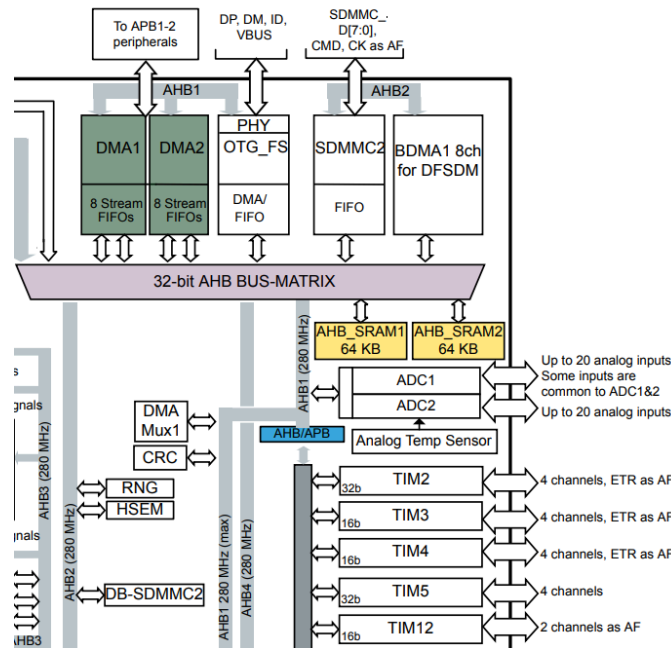 To APB1-2
peripherals
DP, DM, ID,
VBUS
SDMMC_.
D[7:0],
CMD, CK as AF
AHB1
AHB2
DMA1
DMA2
PHY
OTG_FS
SDMMC2
BDMA1 8ch
for DFSDM
8 Stream
FIFOs
8 Stream
FIFOs
DMA/
FIFO
FIFO
32-bit AHB BUS-MATRIX
AHB_SRAM1
64 KB
AHB_SRAM2
64 KB
AHB1 (280 MHz)
ADC1
ADC2
Up to 20 analog inputs
Some inputs are
common to ADC1&2
Up to 20 analog inputs
DMA
Mux1
AHB/APB
Analog Temp Sensor
CRC
s
gnals
gnals
AHB3 (280 MHz)
AHB2 (280 MHz)
RNG
HSEM
DB-SDMMC2
AHB1 280 MHz (max)
AHB4 (280 MHz)
AHB3
TIM2
32b
4 channels, ETR as AF
TIM3
16b
4 channels, ETR as AF
TIM4
16b
4 channels, ETR as AF
TIM5
32b
4 channels
TIM12
16b
2 channels as AF